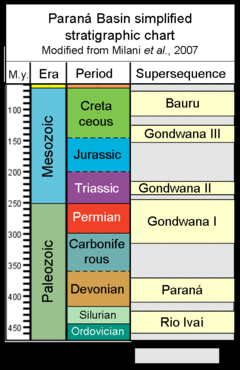 Paraná Basin simplified
stratigraphic chart
Modified from Milani et al., 2007
M.y. Era Period Supersequence
Mesozoic
Paleozoic
Creta
ceous
Jurassic
Triassic
Permian
Carbonife
rous
Devonian
Silurian
Ordovician
Bauru
Gondwana III
Gondwana II
Gondwana I
Paraná
Rio Ivaí
100
150
200
250
300
350
400
450